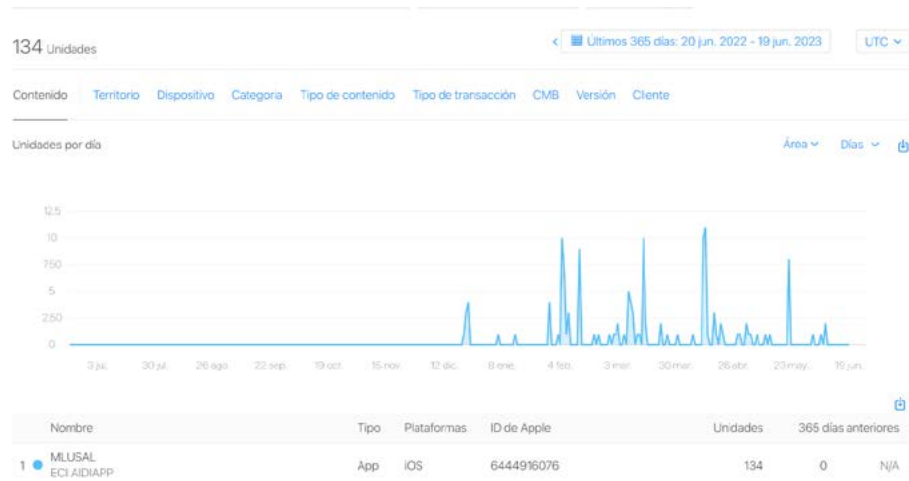 134 Unidades
< Últimos 365 días: 20 jun. 2022 - 19 jun. 2023
UTC
Contenido Territorio Dispositivo Categoría Tipo de contenido Tipo de transacción CMB Versión Cliente
Unidades por día
Área Días
12.5
10
7.50
5
2.50
0
3 jul. 30 jul. 26 ago. 22 sep. 19 oct. 15 nov. 12 dic. 8 ene. 4 feb. 3 mar. 30 mar. 26 abr. 23 may. 19 jun.
Nombre Tipo Plataformas ID de Apple Unidades 365 días anteriores
1 MLUSAL App iOS 6444916076 134 0 N/A
ECI AIDIAPP